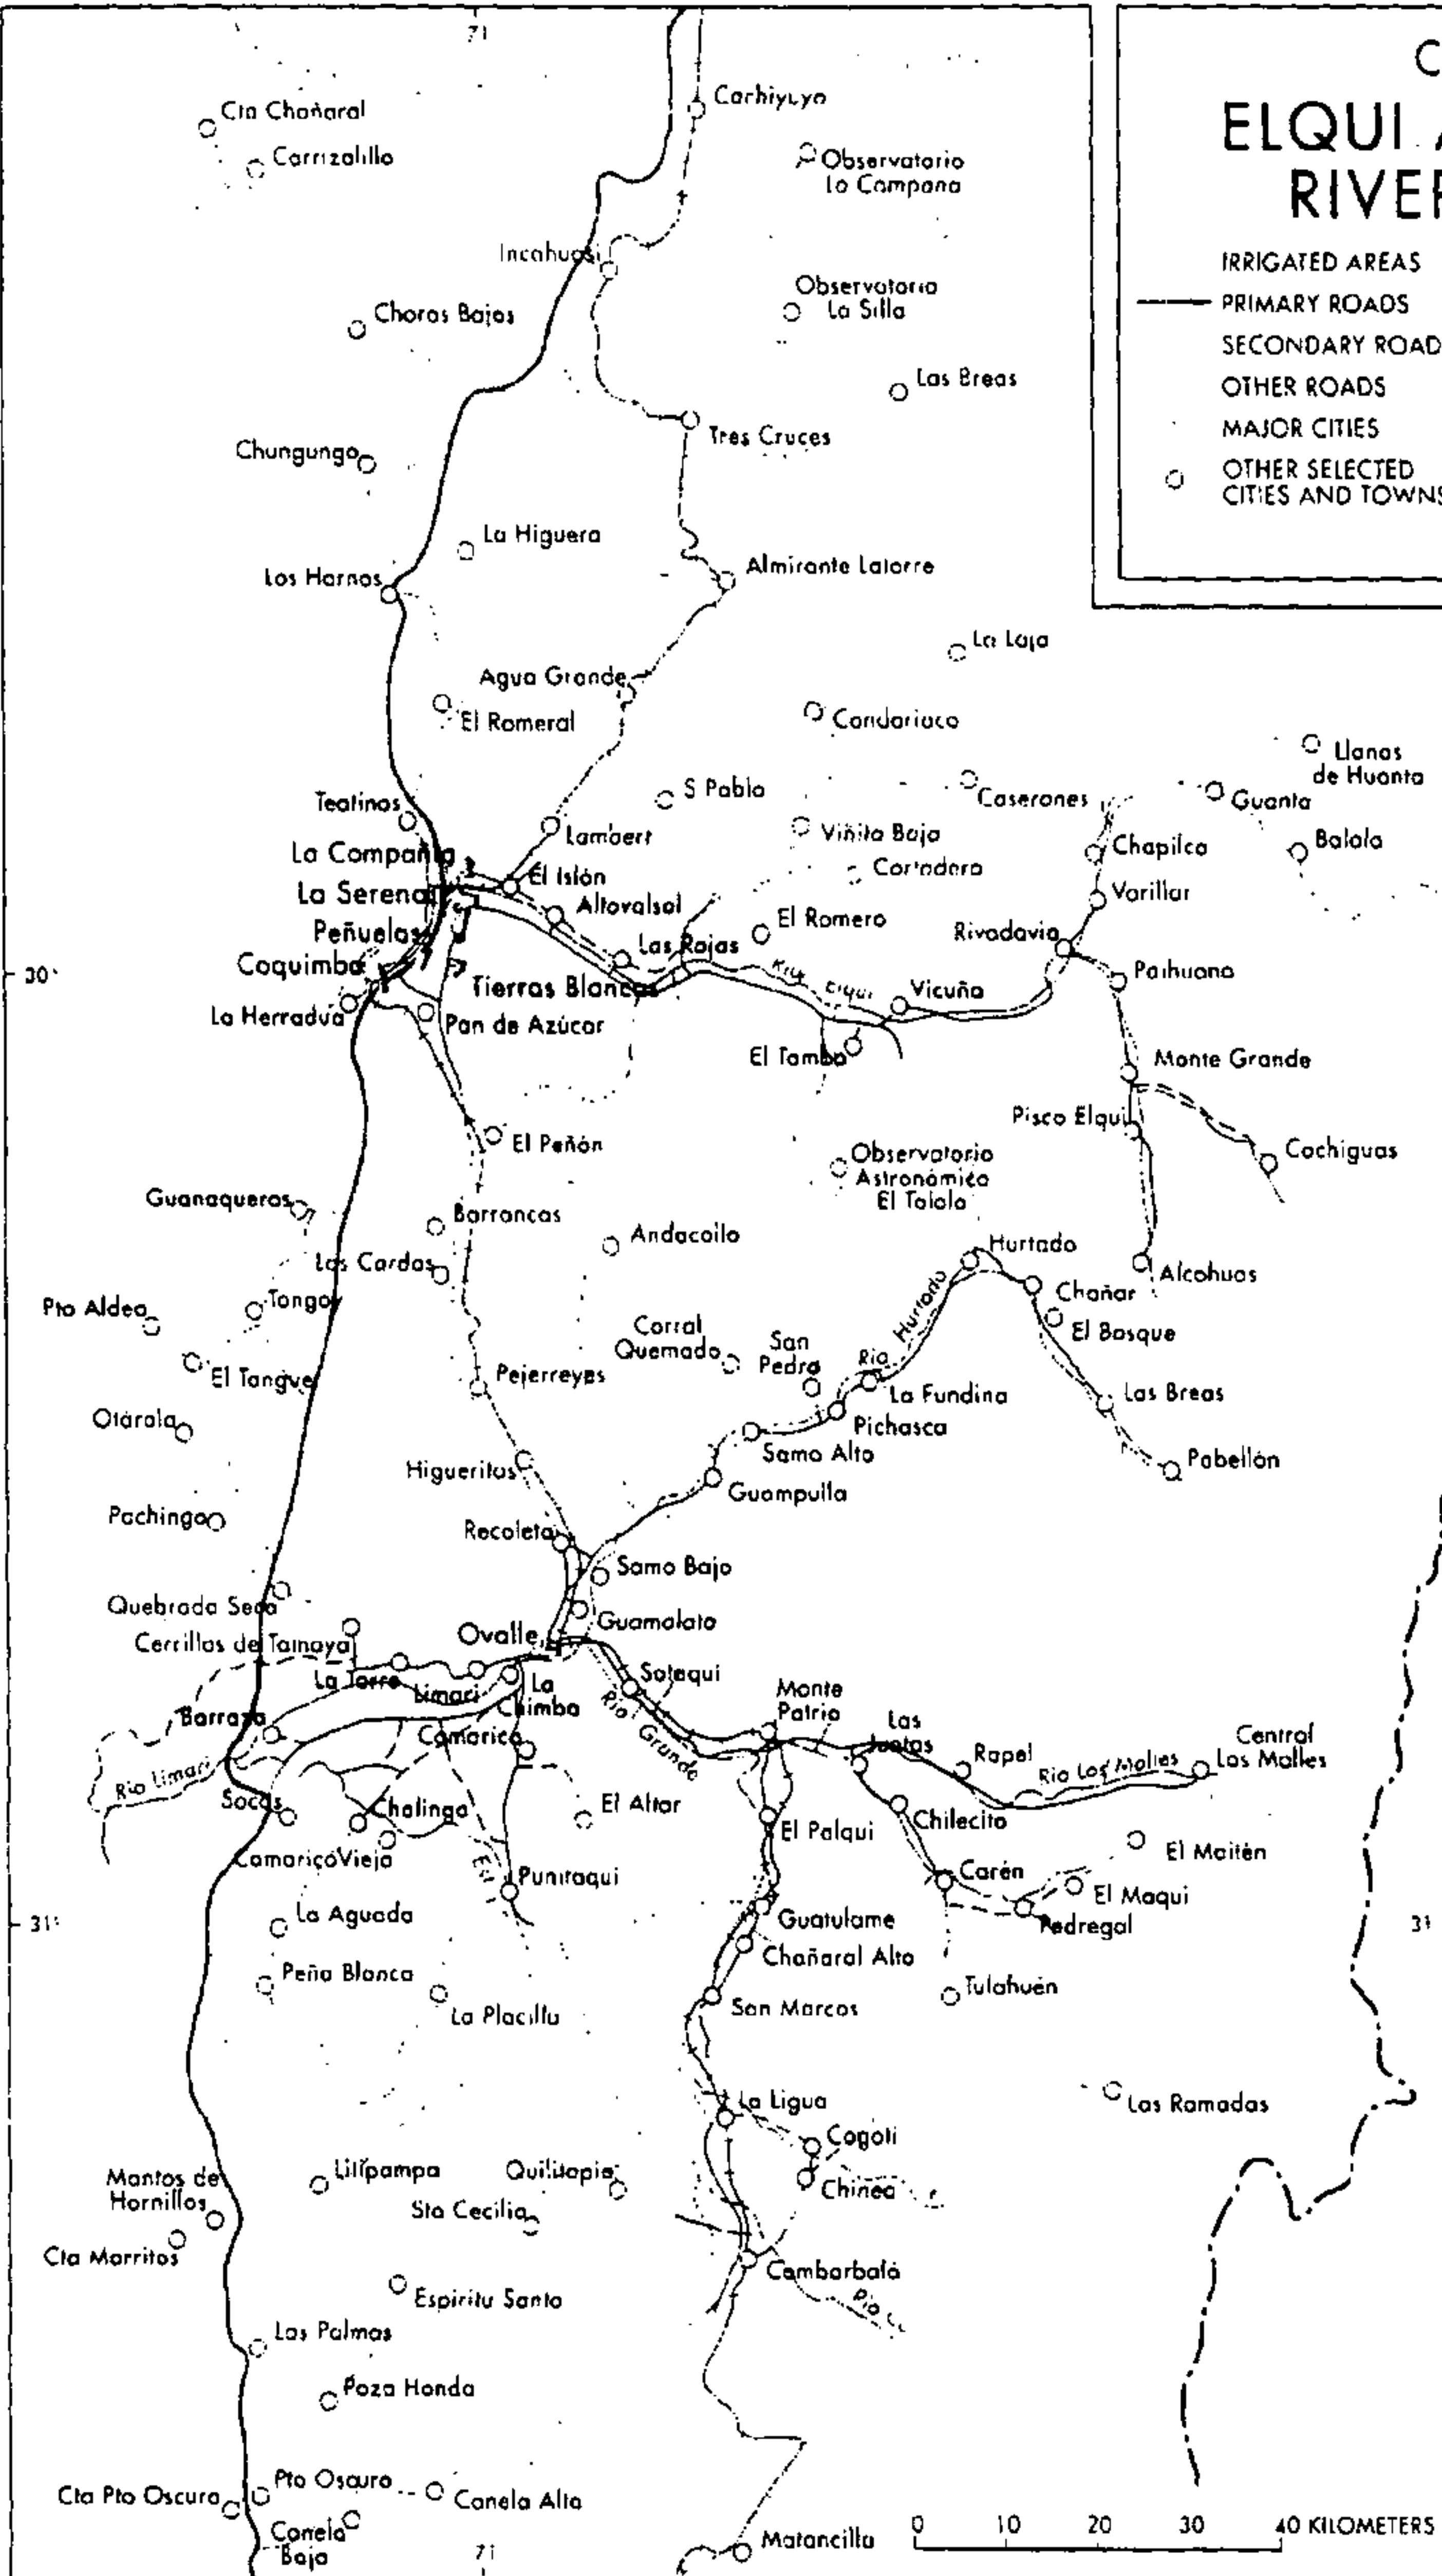 71
C
ELQUI
RIVER
IRRIGATED AREAS
PRIMARY ROADS
SECONDARY ROAD
OTHER ROADS
MAJOR CITIES
OTHER SELECTED
CITIES AND TOWNS
Cta Chañaral
Carrizalillo
Cachiyuyo
Observatorio
La Campana
Incahuasi
Observatorio
La Silla
Choros Bajos
Las Breas
Tres Cruces
Chungungo
La Higuera
Los Hornos
Almirante Latorre
La Laja
Agua Grande
El Romeral
Condoriaco
Llanos
de Huanta
Teatinos
S Pablo
Caserones
Guanta
Lambert
Viñita Baja
Chapilca
Balala
La Compañía
El Islón
Cortadera
La Serena
Altovalsol
Varillar
Peñuelas
El Romero
Rivadavia
Las Rojas
Coquimbo
30°
Tierras Blancas
Río
Elqui
Vicuña
Paihuano
La Herradura
Pan de Azúcar
El Tambo
Monte Grande
Pisco Elqui
El Peñón
Cochiguas
Observatorio
Astronómico
El Tololo
Guanaqueros
Barrancas
Andacollo
Hurtado
Las Cardas
Alcohuas
Chañar
Pto Aldea
Tongoy
Río
Hurtado
El Bosque
Corral
Quemado
San
Pedro
El Tangue
Pejerreyes
La Fundina
Las Breas
Otárola
Pichasca
Samo Alto
Pabellón
Higueritas
Guampulla
Pachingo
Recoleta
Samo Bajo
Quebrada Seca
Guamalata
Cerrillos de Tamaya
Ovalle
La Torre
Limarí
La
Chimba
Sotaquí
Monte
Patria
Río
Grande
Barraza
Las
Juntas
Camarico
Rapel
Río Los Molles
Central
Los Molles
Río Limarí
Socos
Chalinga
El Altar
El Palqui
Chilecito
Camarico Viejo
El Maitén
Punitaqui
Carén
El Maqui
La Aguada
Guatulame
Pedregal
31°
31
Chañaral Alto
Peña Blanca
La Placilla
San Marcos
Tulahuén
La Ligua
Las Ramadas
Cogotí
Mantos de
Hornillos
Lilipampa
Quilitapia
Chinea
Sta Cecilia
Cta Morritos
Combarbalá
Espíritu Santo
Río
Las Palmas
Poza Honda
Pto Oscuro
Cta Pto Oscuro
Canela Alta
Canela
Baja
71
Matancilla
0 10 20 30 40 KILOMETERS